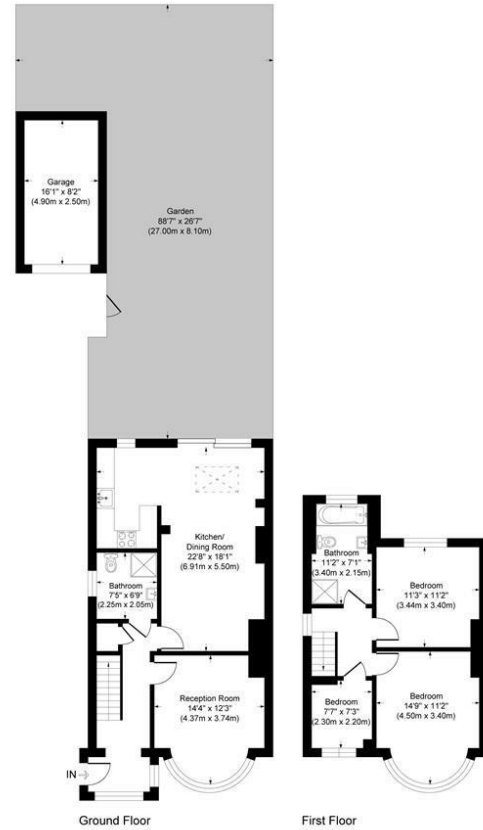 Garage
16'1" x 8'2"
(4.90m x 2.50m)
Garden
88'7" x 26'7"
(27.00m x 8.10m)
Kitchen/
Dining Room
22'8" x 18'1"
(6.91m x 5.50m)
Bathroom
7'5" x 6'9"
(2.25m x 2.05m)
Reception Room
14'4" x 12'3"
(4.37m x 3.74m)
IN
Ground Floor
Bathroom
11'2" x 7'1"
(3.40m x 2.15m)
Bedroom
11'3" x 11'2"
(3.44m x 3.40m)
Bedroom
7'7" x 7'3"
(2.30m x 2.20m)
Bedroom
14'9" x 11'2"
(4.50m x 3.40m)
First Floor